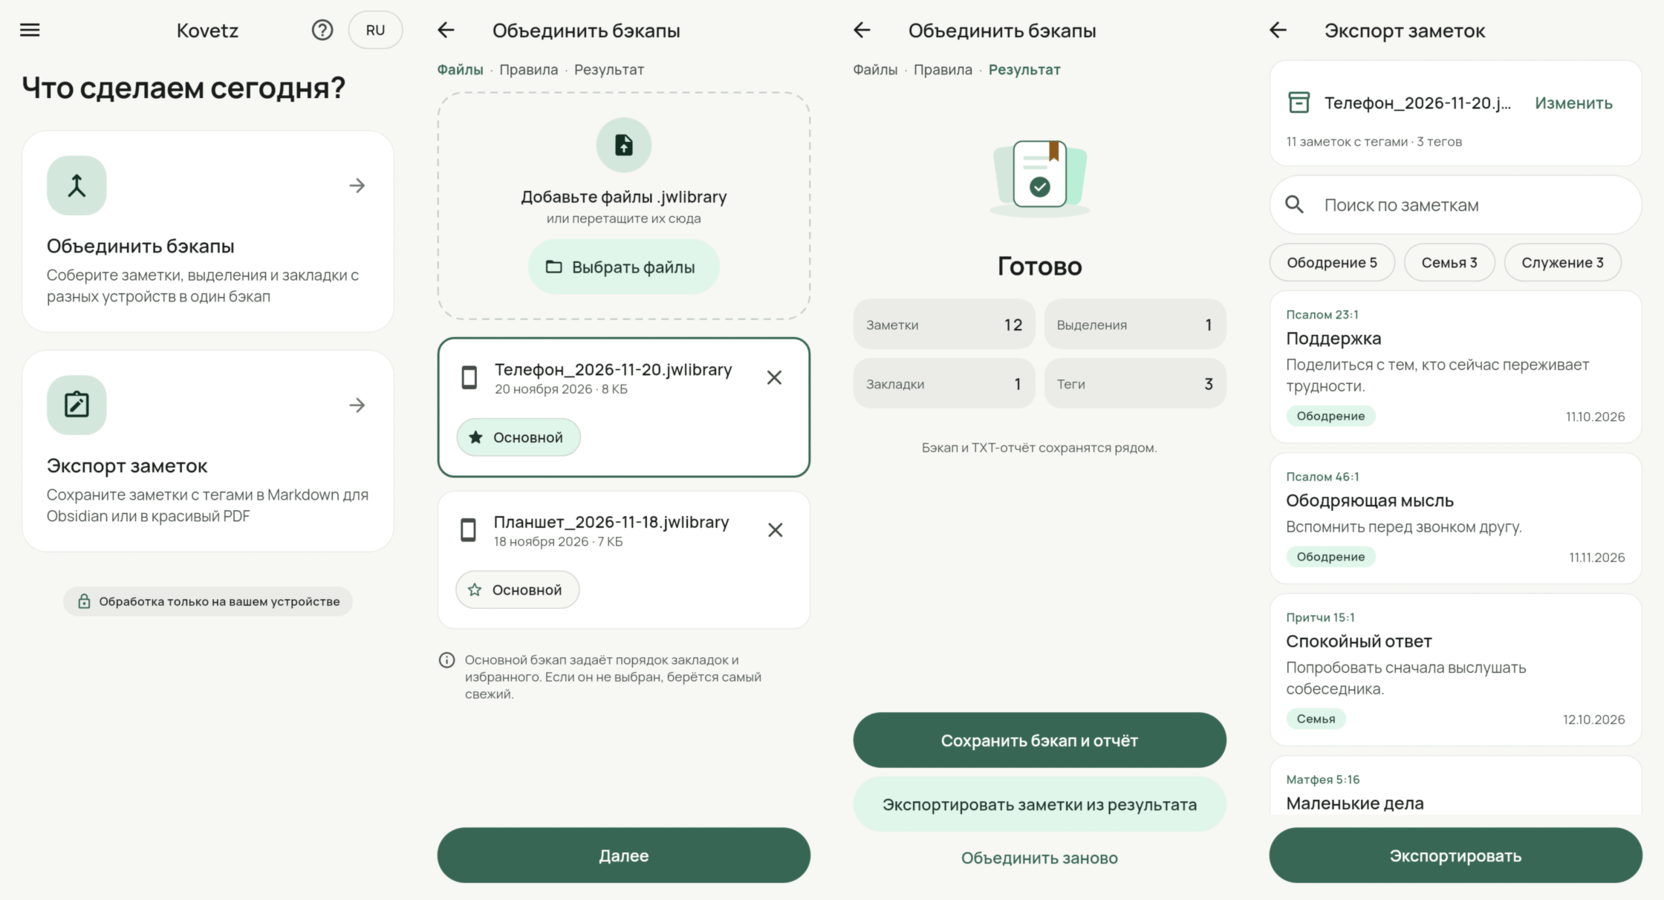 Kovetz
RU
Что сделаем сегодня?
Объединить бэкапы
Соберите заметки, выделения и закладки с
разных устройств в один бэкап
Экспорт заметок
Сохраните заметки с тегами в Markdown для
Obsidian или в красивый PDF
Обработка только на вашем устройстве
Объединить бэкапы
Файлы · Правила · Результат
Добавьте файлы .jwlibrary
или перетащите их сюда
Выбрать файлы
Телефон_2026-11-20.jwlibrary
20 ноября 2026 · 8 КБ
Основной
Планшет_2026-11-18.jwlibrary
18 ноября 2026 · 7 КБ
Основной
Основной бэкап задаёт порядок закладок и
избранного. Если он не выбран, берётся самый
свежий.
Далее
Объединить бэкапы
Файлы · Правила · Результат
Готово
Заметки 12
Выделения 1
Закладки 1
Теги 3
Бэкап и TXT-отчёт сохранятся рядом.
Сохранить бэкап и отчёт
Экспортировать заметки из результата
Объединить заново
Экспорт заметок
Телефон_2026-11-20.j...
Изменить
11 заметок с тегами · 3 тегов
Поиск по заметкам
Ободрение 5
Семья 3
Служение 3
Псалом 23:1
Поддержка
Поделиться с тем, кто сейчас переживает
трудности.
Ободрение
11.10.2026
Псалом 46:1
Ободряющая мысль
Вспомнить перед звонком другу.
Ободрение
11.11.2026
Притчи 15:1
Спокойный ответ
Попробовать сначала выслушать
собеседника.
Семья
12.10.2026
Матфея 5:16
Маленькие дела
Экспортировать